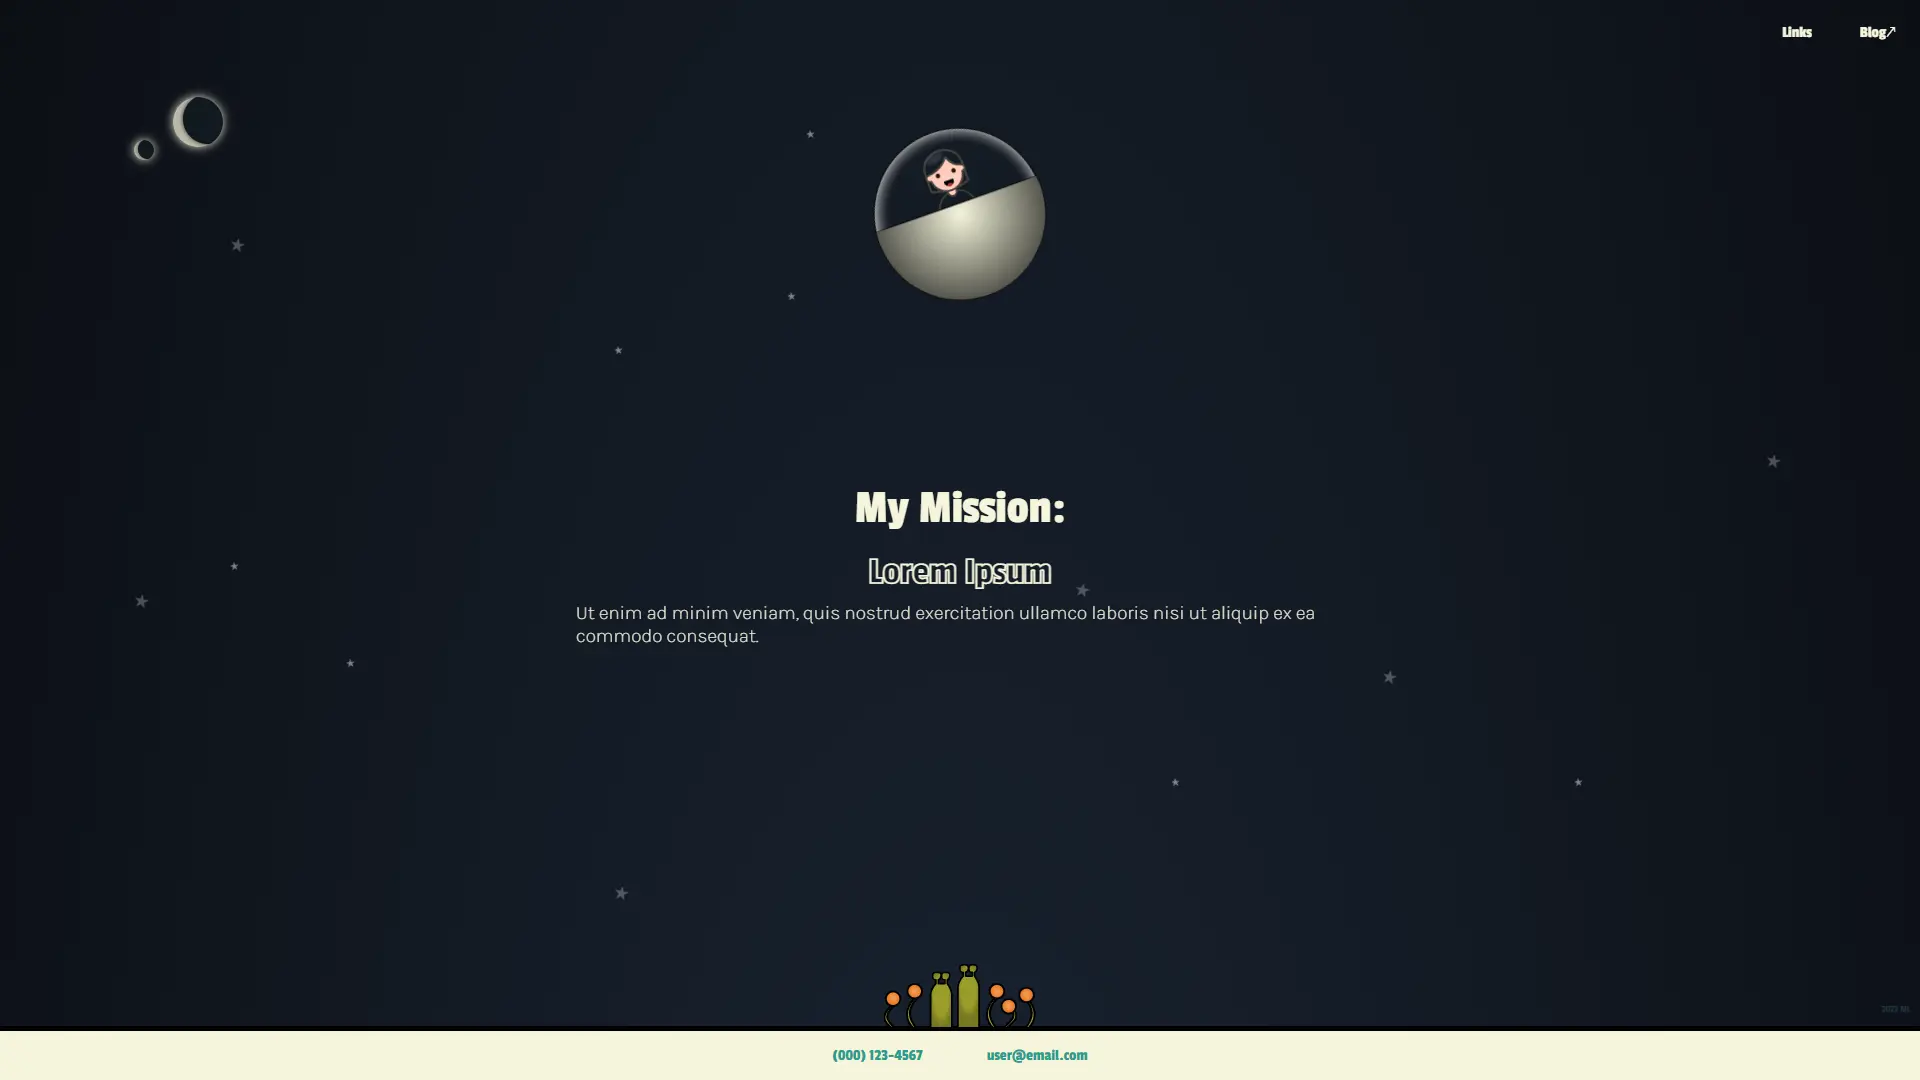 Links
Blog↗
My Mission:
Lorem Ipsum
Ut enim ad minim veniam, quis nostrud exercitation ullamco laboris nisi ut aliquip ex ea
commodo consequat.
(000) 123-4567
user@email.com